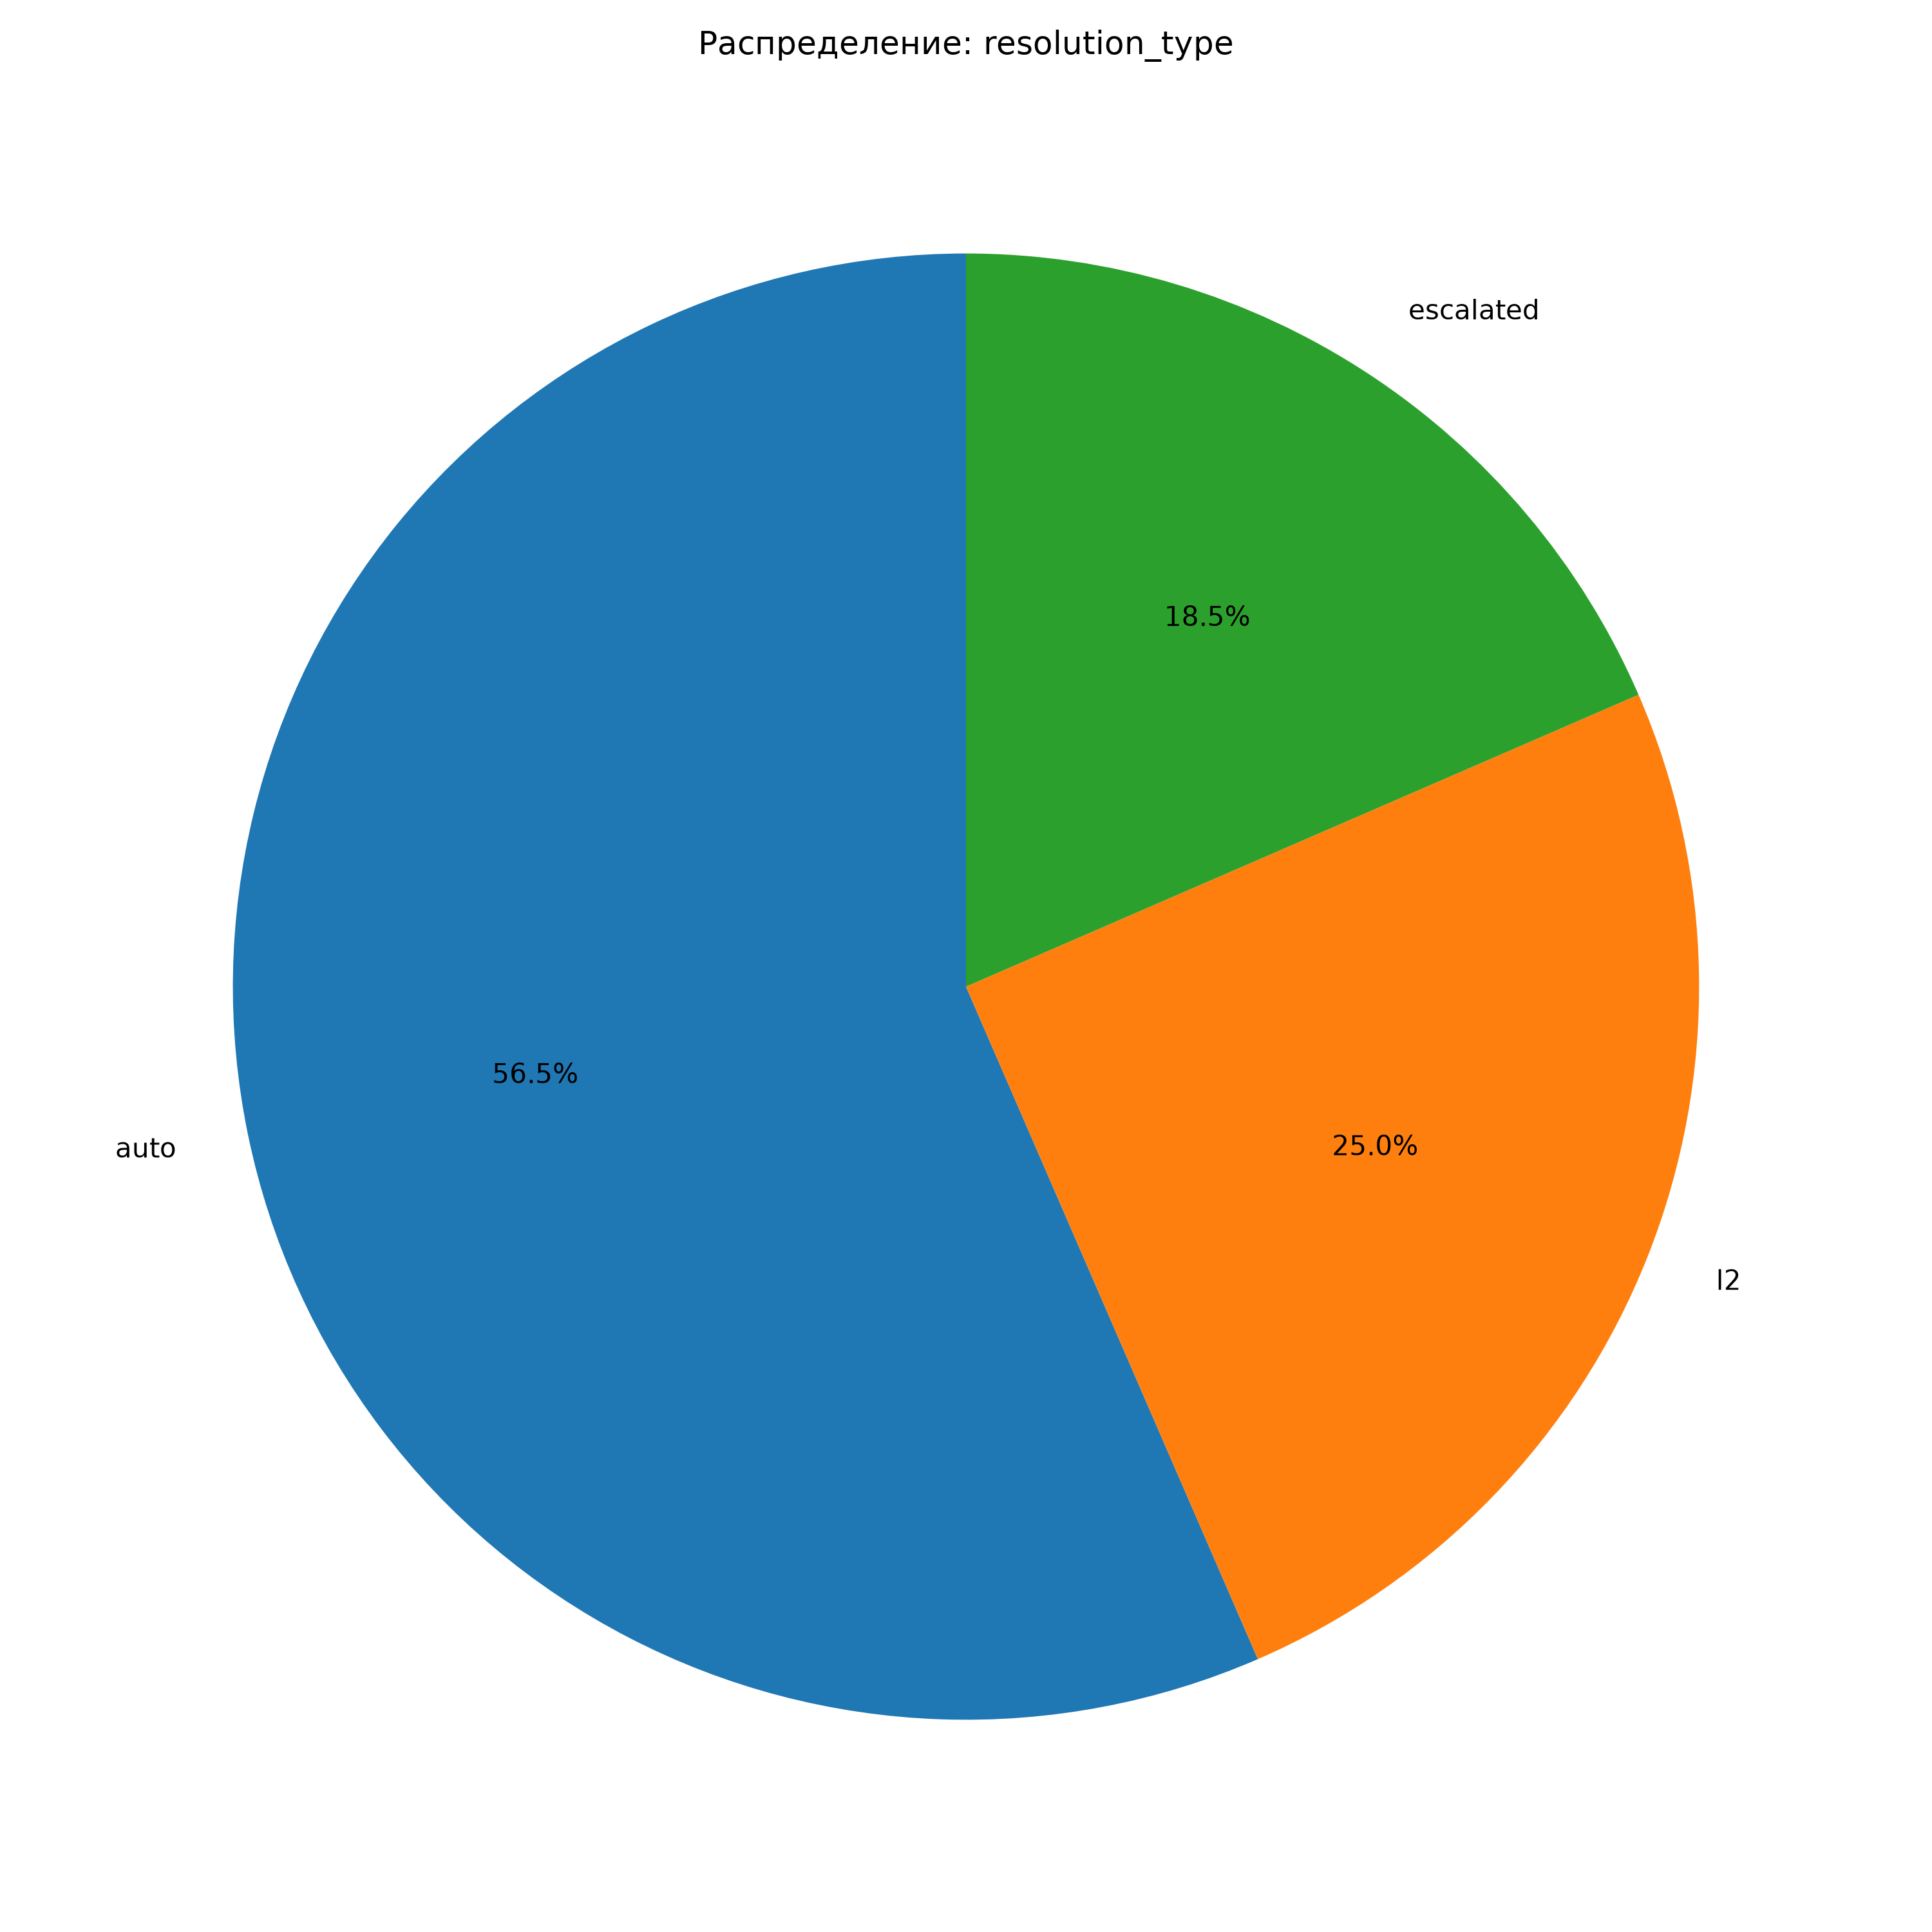 Распределение: resolution_type
escalated
18.5%
56.5%
25.0%
auto
l2